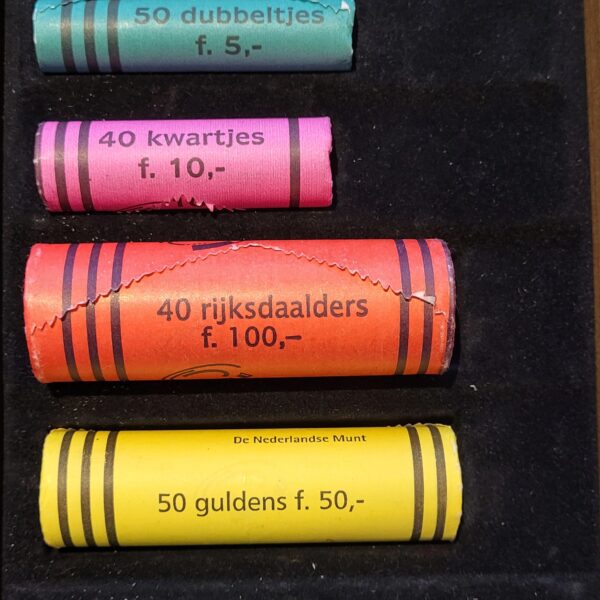 50 dubbeltjes
f. 5,-
40 kwartjes
f. 10,-
40 rijksdaalders
f. 100,-
De Nederlandse Munt
50 guldens f. 50,-